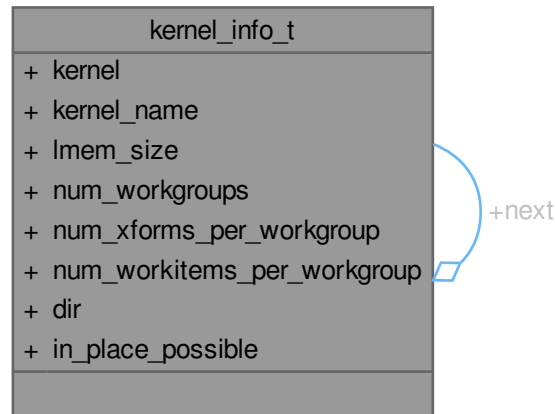 kernel_info_t
+ kernel
+ kernel_name
+ lmem_size
+ num_workgroups
+ num_xforms_per_workgroup
+ num_workitems_per_workgroup
+ dir
+ in_place_possible
+next